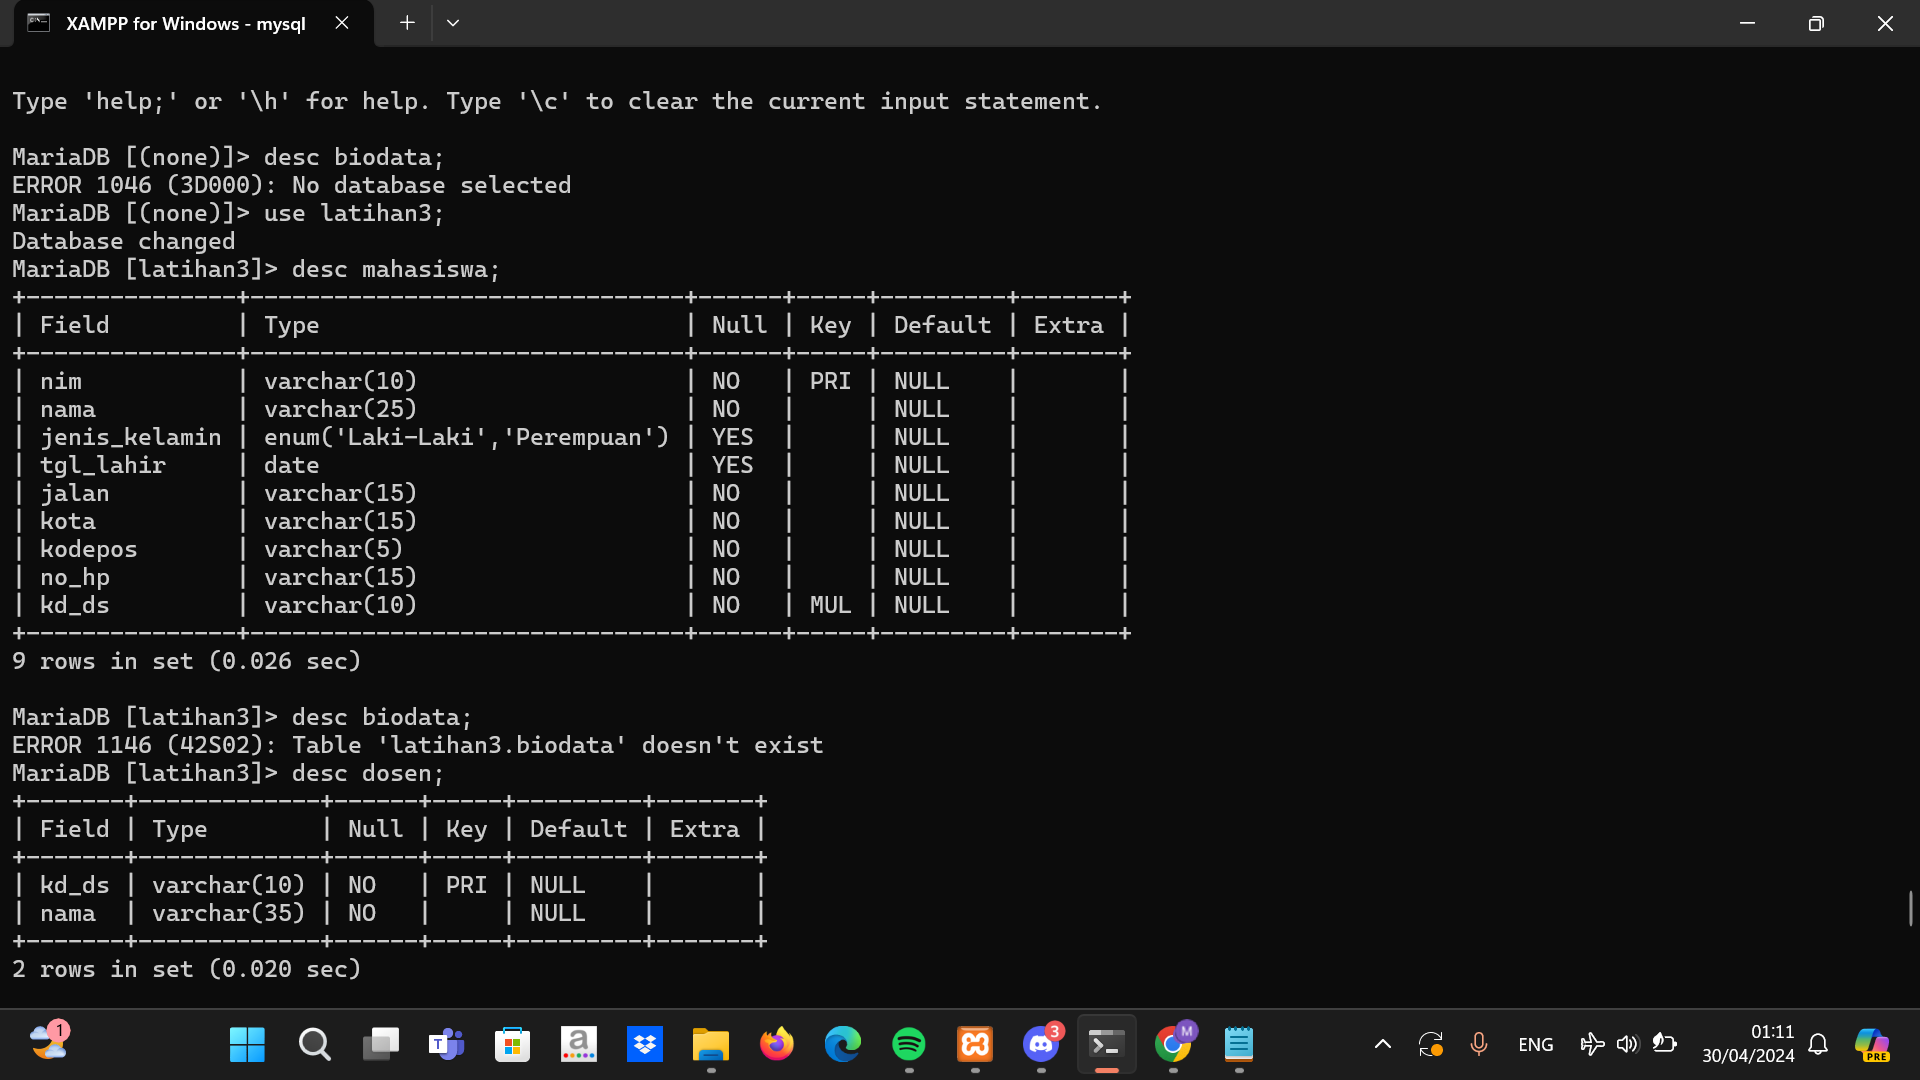 XAMPP for Windows - mysql
Type 'help;' or '\h' for help. Type '\c' to clear the current input statement.
MariaDB [(none)]> desc biodata;
ERROR 1046 (3D000): No database selected
MariaDB [(none)]> use latihan3;
Database changed
MariaDB [latihan3]> desc mahasiswa;
+---------------+-------------------------------+------+-----+---------+-------+
| Field         | Type                          | Null | Key | Default | Extra |
+---------------+-------------------------------+------+-----+---------+-------+
| nim           | varchar(10)                   | NO   | PRI | NULL    |       |
| nama          | varchar(25)                   | NO   |     | NULL    |       |
| jenis_kelamin | enum('Laki-Laki','Perempuan') | YES  |     | NULL    |       |
| tgl_lahir     | date                          | YES  |     | NULL    |       |
| jalan         | varchar(15)                   | NO   |     | NULL    |       |
| kota          | varchar(15)                   | NO   |     | NULL    |       |
| kodepos       | varchar(5)                    | NO   |     | NULL    |       |
| no_hp         | varchar(15)                   | NO   |     | NULL    |       |
| kd_ds         | varchar(10)                   | NO   | MUL | NULL    |       |
+---------------+-------------------------------+------+-----+---------+-------+
9 rows in set (0.026 sec)
MariaDB [latihan3]> desc biodata;
ERROR 1146 (42S02): Table 'latihan3.biodata' doesn't exist
MariaDB [latihan3]> desc dosen;
+-------+-------------+------+-----+---------+-------+
| Field | Type        | Null | Key | Default | Extra |
+-------+-------------+------+-----+---------+-------+
| kd_ds | varchar(10) | NO   | PRI | NULL    |       |
| nama  | varchar(35) | NO   |     | NULL    |       |
+-------+-------------+------+-----+---------+-------+
2 rows in set (0.020 sec)
1
T
a
3
M
ENG
01:11
30/04/2024
PRE